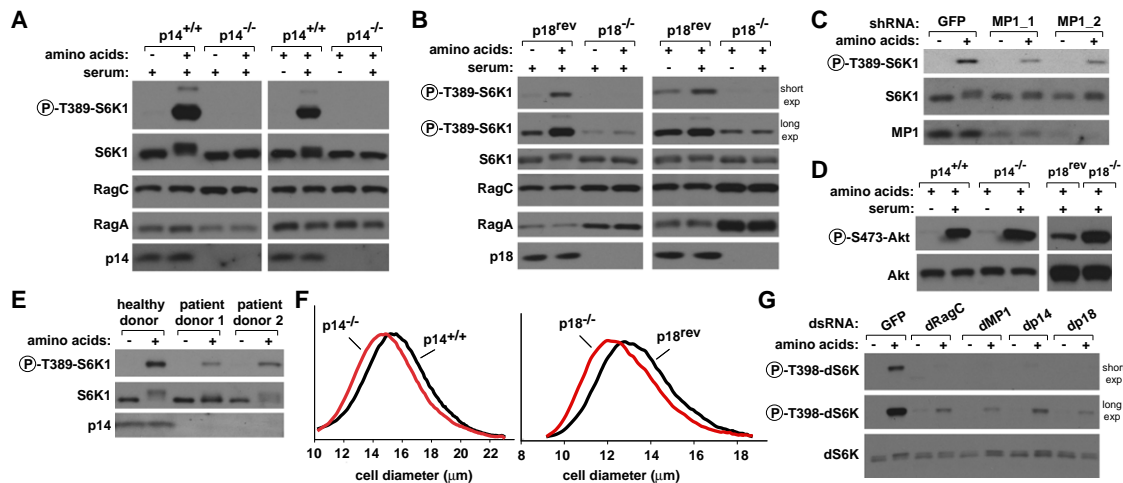 A
p14+/+ p14-/- p14+/+ p14-/-
amino acids: - + - + + + + +
serum: + + + + - + - +
Ⓟ-T389-S6K1
S6K1
RagC
RagA
p14
B
p18rev p18-/- p18rev p18-/-
amino acids: - + - + + + + +
serum: + + + + - + - +
Ⓟ-T389-S6K1 short exp
Ⓟ-T389-S6K1 long exp
S6K1
RagC
RagA
p18
C
shRNA: GFP MP1_1 MP1_2
amino acids: - + - + - +
Ⓟ-T389-S6K1
S6K1
MP1
D
p14+/+ p14-/- p18rev p18-/-
amino acids: + + + + + +
serum: - + - + + +
Ⓟ-S473-Akt
Akt
E
healthy donor patient donor 1 patient donor 2
amino acids: - + - + - +
Ⓟ-T389-S6K1
S6K1
p14
F
p14-/- p14+/+
10 12 14 16 18 20 22
cell diameter (μm)
p18-/- p18rev
8 10 12 14 16 18
cell diameter (μm)
G
dsRNA: GFP dRagC dMP1 dp14 dp18
amino acids: - + - + - + - + - +
Ⓟ-T398-dS6K short exp
Ⓟ-T398-dS6K long exp
dS6K